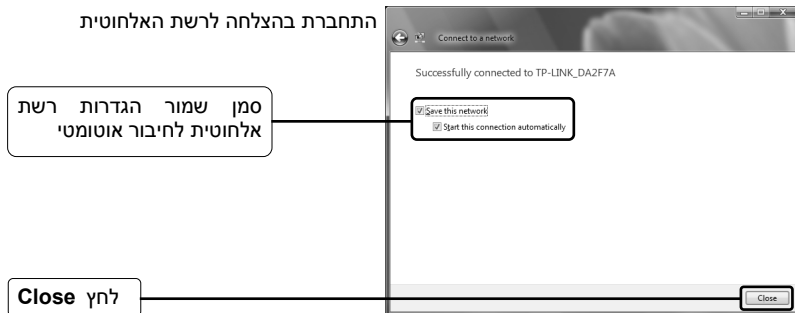 התחברת בהצלחה לרשת האלחוטית
Connect to a network
Successfully connected to TP-LINK_DA2F7A
סמן שמור הגדרות רשת
אלחוטית לחיבור אוטומטי
Save this network
Start this connection automatically
לחץ Close
Close